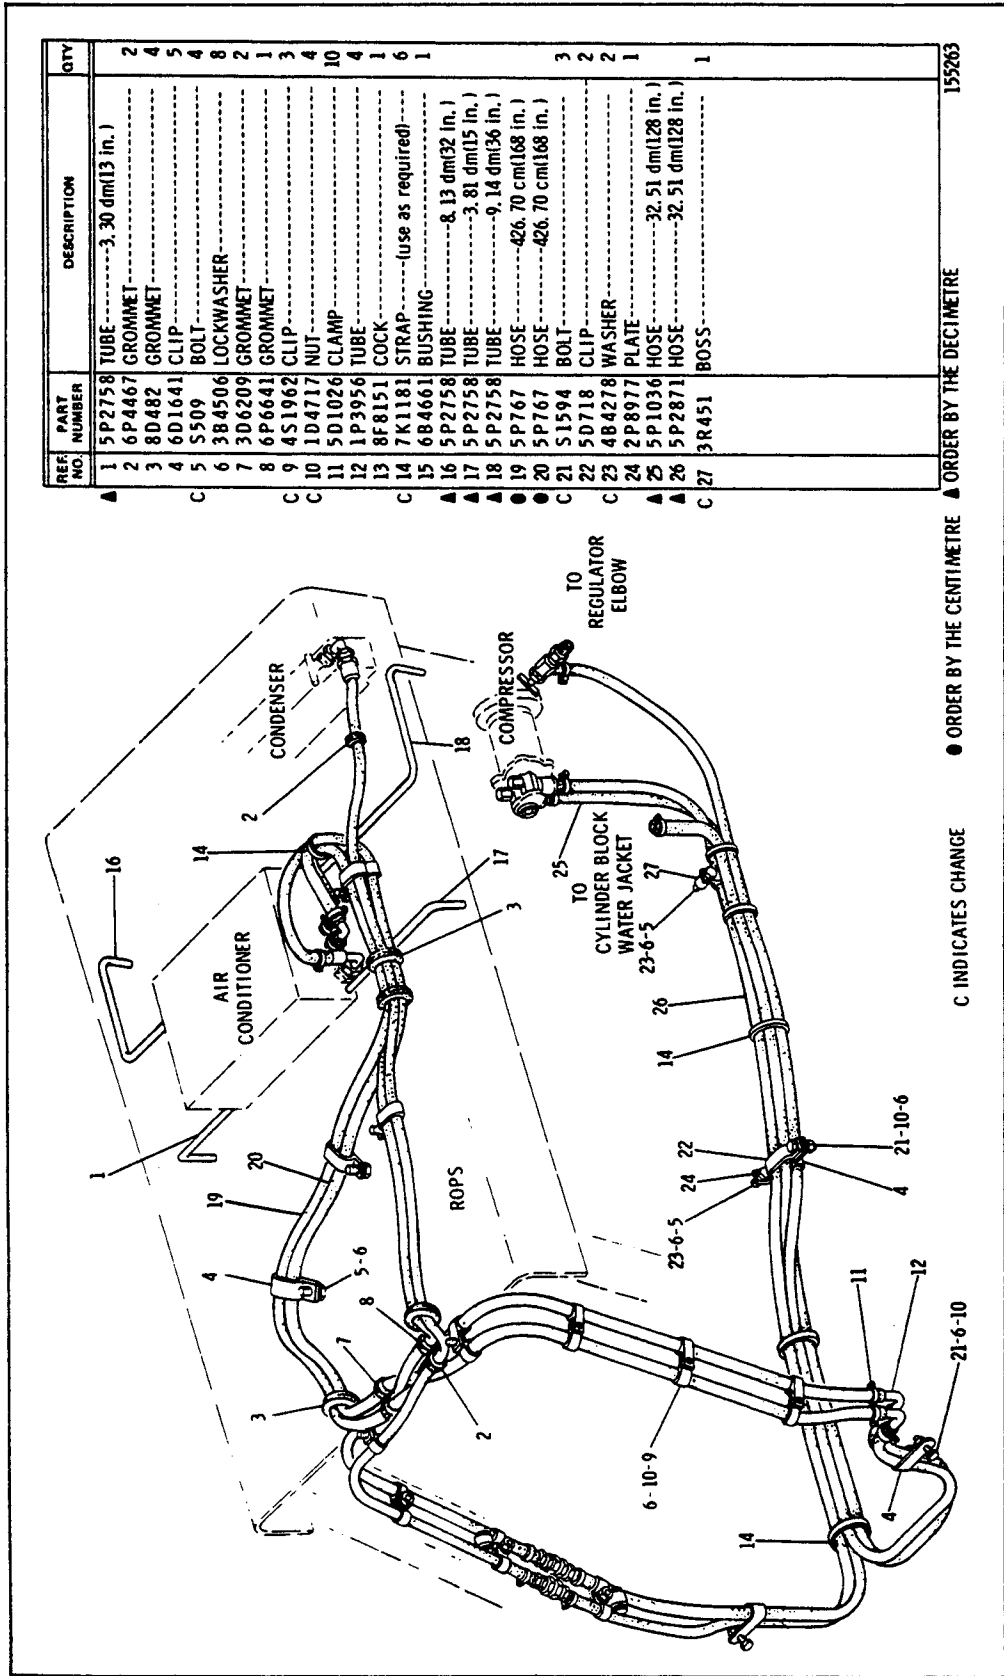 REF. NO. PART NUMBER DESCRIPTION QTY
▲ 1 5P2758 TUBE-------3.30 dm(13 in.)
2 6P4467 GROMMET------- 2
3 8D482 GROMMET------- 4
4 6D1641 CLIP------- 5
C 5 S509 BOLT------- 4
6 3B4506 LOCKWASHER------- 8
7 3D6209 GROMMET------- 2
8 6P6641 GROMMET------- 1
C 9 4S1962 CLIP------- 3
C 10 1D4717 NUT------- 4
11 5D1026 CLAMP------- 10
12 1P3956 TUBE------- 4
13 8F8151 COCK------- 1
C 14 7K1181 STRAP-----(use as required)---- 6
15 6B4661 BUSHING------- 1
▲ 16 5P2758 TUBE-------8.13 dm(32 in.)
▲ 17 5P2758 TUBE-------3.81 dm(15 in.)
▲ 18 5P2758 TUBE-------9.14 dm(36 in.)
● 19 5P767 HOSE-----426.70 cm(168 in.)
● 20 5P767 HOSE-----426.70 cm(168 in.)
C 21 S1594 BOLT------- 3
22 5D718 CLIP------- 2
C 23 4B4278 WASHER------- 2
24 2P8977 PLATE------- 1
▲ 25 5P1036 HOSE-------32.51 dm(128 in.)
▲ 26 5P2871 HOSE-------32.51 dm(128 in.)
C 27 3R451 BOSS------- 1
16
1
AIR
CONDITIONER
14
2
CONDENSER
18
17
3
20
19
4
5-6
ROPS
8
7
3
2
6-10-9
COMPRESSOR
TO
REGULATOR
ELBOW
25
TO
CYLINDER BLOCK
WATER JACKET
27
23-6-5
26
14
22
24
23-6-5
21-10-6
4
11
12
21-6-10
4
14
C INDICATES CHANGE ● ORDER BY THE CENTIMETRE ▲ ORDER BY THE DECIMETRE 155263